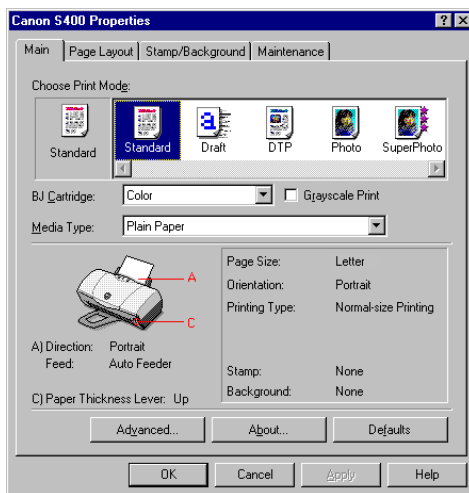 Canon S400 Properties
Main Page Layout Stamp/Background Maintenance
Choose Print Mode:
Standard
Standard Draft DTP Photo SuperPhoto
BJ Cartridge: Color Grayscale Print
Media Type: Plain Paper
A
C
A) Direction: Portrait
Feed: Auto Feeder
C) Paper Thickness Lever: Up
Page Size: Letter
Orientation: Portrait
Printing Type: Normal-size Printing
Stamp: None
Background: None
Advanced... About... Defaults
OK Cancel Apply Help